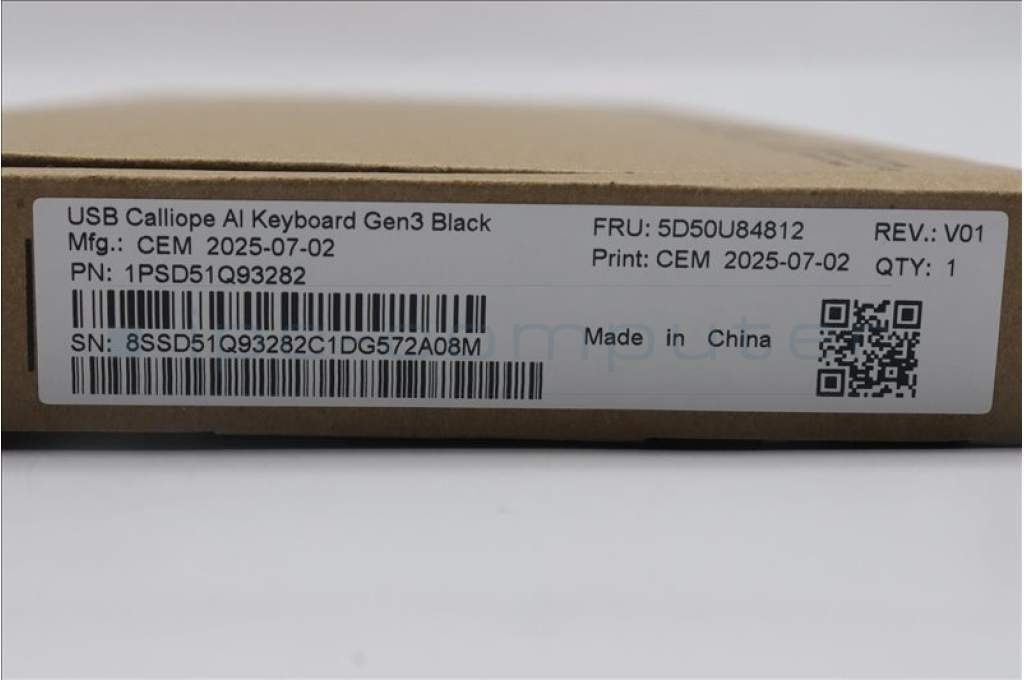 USB Calliope AI Keyboard Gen3 Black
Mfg.: CEM 2025-07-02
PN: 1PSD51Q93282
SN: 8SSD51Q93282C1DG572A08M
FRU: 5D50U84812
Print: CEM 2025-07-02
REV.: V01
QTY: 1
Made in China
computer